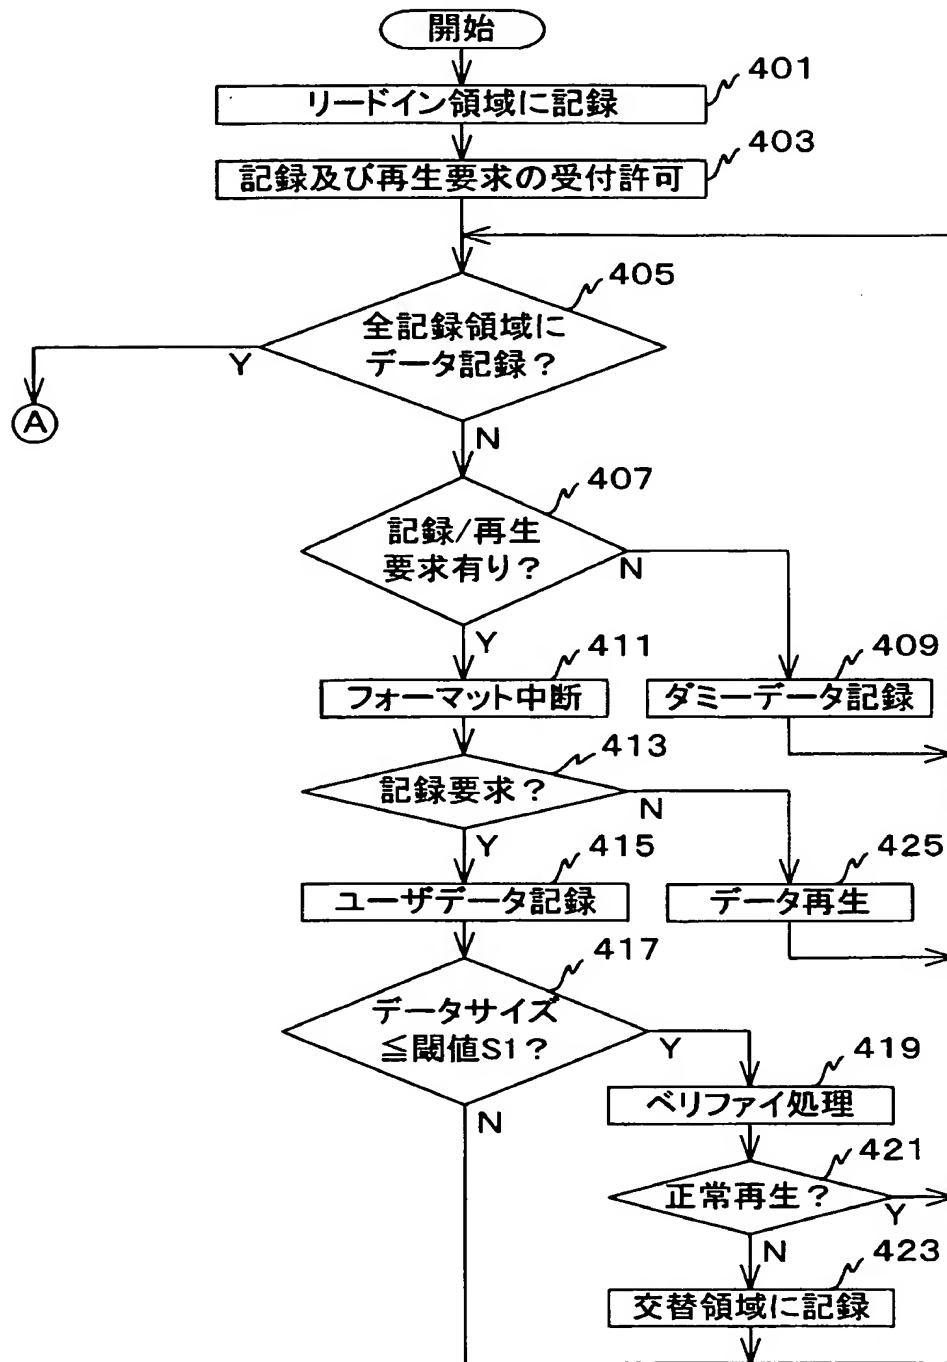 開始
401
リードイン領域に記録
403
記録及び再生要求の受付許可
405
全記録領域に
データ記録？
Y
A
N
407
記録/再生
要求有り？
N
Y
411
フォーマット中断
409
ダミーデータ記録
413
記録要求？
N
Y
415
ユーザデータ記録
425
データ再生
417
データサイズ
≦閾値S1？
Y
N
419
ベリファイ処理
421
正常再生？
Y
N
423
交替領域に記録